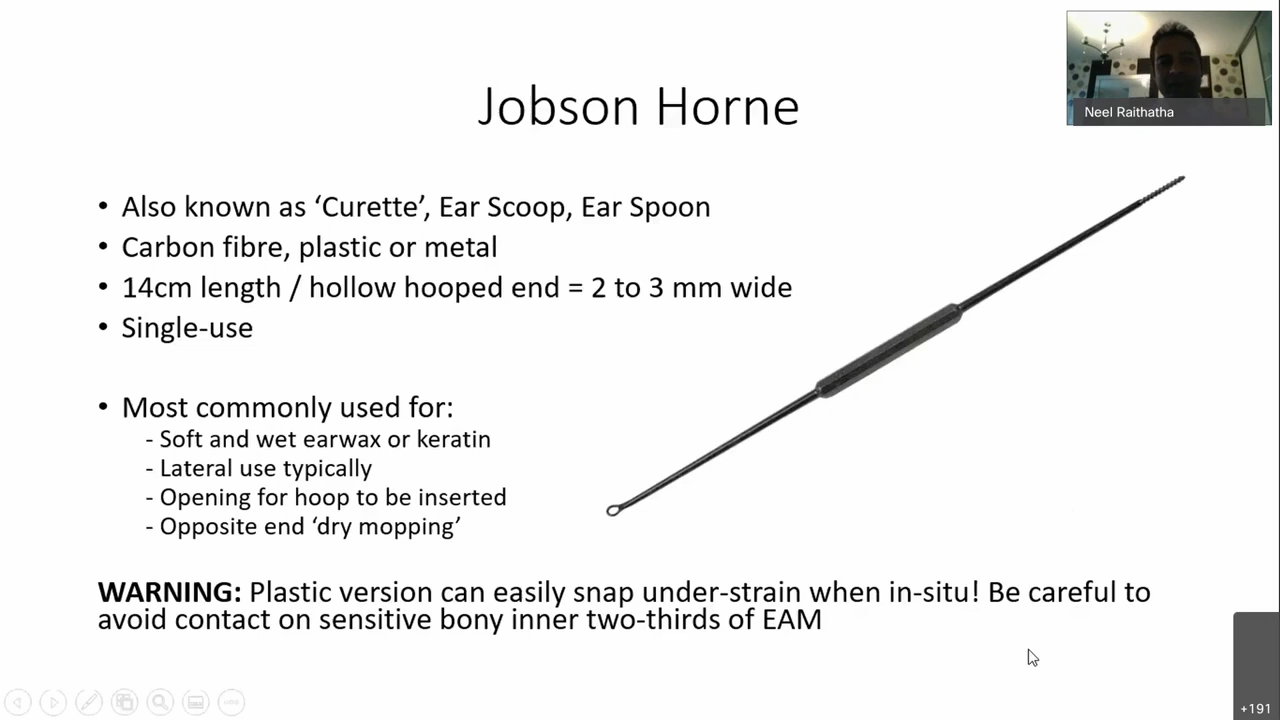 Neel Raithatha
Jobson Horne
• Also known as ‘Curette’, Ear Scoop, Ear Spoon
• Carbon fibre, plastic or metal
• 14cm length / hollow hooped end = 2 to 3 mm wide
• Single-use
• Most commonly used for:
- Soft and wet earwax or keratin
- Lateral use typically
- Opening for hoop to be inserted
- Opposite end ‘dry mopping’
WARNING: Plastic version can easily snap under-strain when in-situ! Be careful to
avoid contact on sensitive bony inner two-thirds of EAM
+191